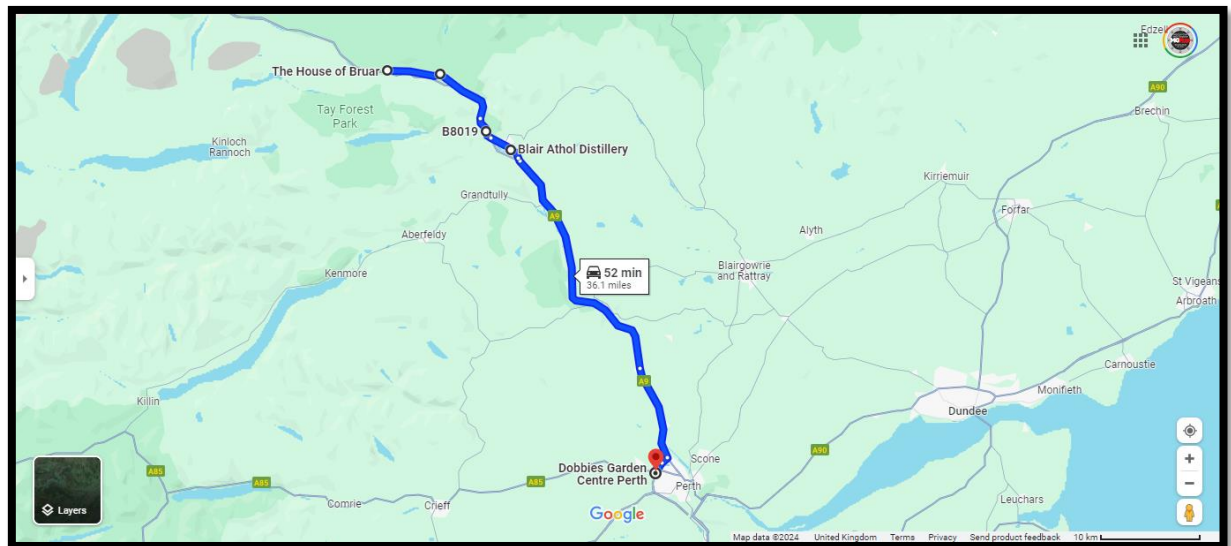 Edzell
A90
Brechin
The House of Bruar
Tay Forest
Park
B8019
Kinloch
Rannoch
Blair Athol Distillery
Kirriemuir
Grandtully
Forfar
A9
Aberfeldy
Alyth
Kenmore
52 min
36.1 miles
Blairgowrie
and Rattray
St Vigeans
Arbroath
Carnoustie
A9
Killin
Monifieth
Dundee
Dobbies Garden
Centre Perth
Scone
A90
A85
A85
A85
Perth
Comrie
Crieff
Leuchars
Layers
Google
Map data ©2024 United Kingdom Terms Privacy Send product feedback 10 km